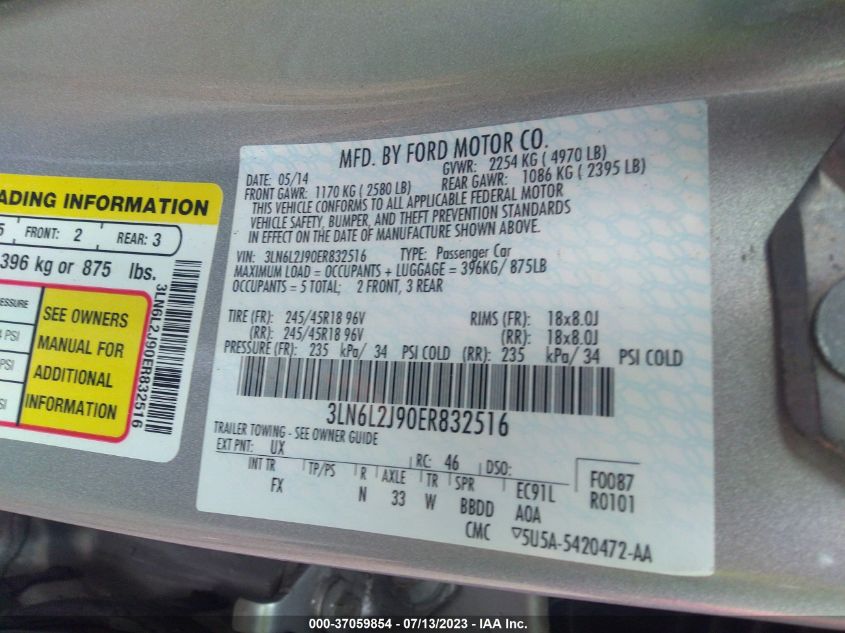 ADING INFORMATION
5 FRONT: 2 REAR: 3
396 kg or 875 lbs.
ESSURE
SEE OWNERS
MANUAL FOR
ADDITIONAL
INFORMATION
PSI
PSI
SI
3LN6L2J90ER832516
MFD. BY FORD MOTOR CO.
DATE: 05/14 GVWR: 2254 KG ( 4970 LB)
FRONT GAWR: 1170 KG ( 2580 LB) REAR GAWR: 1086 KG ( 2395 LB)
THIS VEHICLE CONFORMS TO ALL APPLICABLE FEDERAL MOTOR
VEHICLE SAFETY, BUMPER, AND THEFT PREVENTION STANDARDS
IN EFFECT ON THE DATE OF MANUFACTURE SHOWN ABOVE.
VIN: 3LN6L2J90ER832516 TYPE: Passenger Car
MAXIMUM LOAD = OCCUPANTS + LUGGAGE = 396KG/ 875LB
OCCUPANTS = 5 TOTAL; 2 FRONT, 3 REAR
TIRE (FR): 245/45R18 96V RIMS (FR): 18x8.0J
(RR): 245/45R18 96V (RR): 18x8.0J
PRESSURE (FR): 235 kPa/ 34 PSI COLD (RR): 235 kPa/ 34 PSI COLD
3LN6L2J90ER832516
TRAILER TOWING - SEE OWNER GUIDE
EXT PNT: UX RC: 46 DSO: F0087
INT TR TP/PS R AXLE TR SPR EC91L R0101
FX N 33 W BBDD A0A
CMC ▽5U5A-5420472-AA
000-37059854 / 07/13/2023 - IAA Inc.